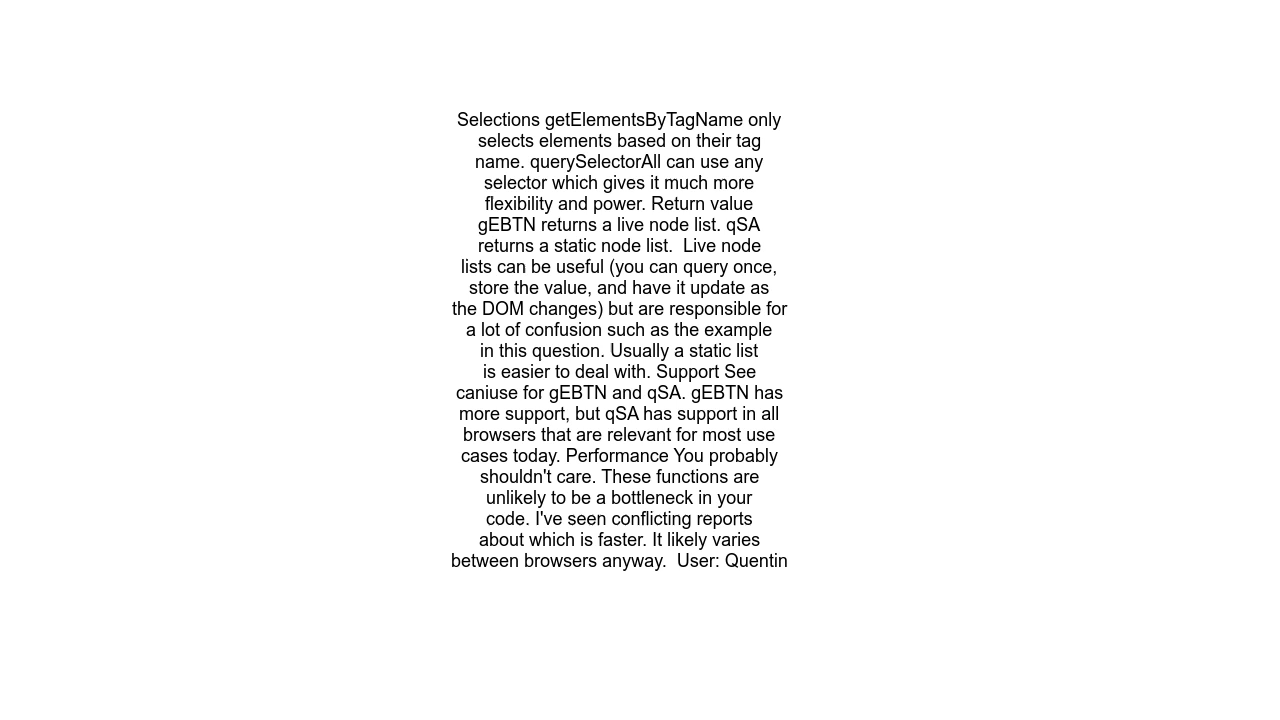 Selections getElementsByTagName only
selects elements based on their tag
name. querySelectorAll can use any
selector which gives it much more
flexibility and power. Return value
gEBTN returns a live node list. qSA
returns a static node list.  Live node
lists can be useful (you can query once,
store the value, and have it update as
the DOM changes) but are responsible for
a lot of confusion such as the example
in this question. Usually a static list
is easier to deal with. Support See
caniuse for gEBTN and qSA. gEBTN has
more support, but qSA has support in all
browsers that are relevant for most use
cases today. Performance You probably
shouldn't care. These functions are
unlikely to be a bottleneck in your
code. I've seen conflicting reports
about which is faster. It likely varies
between browsers anyway.  User: Quentin